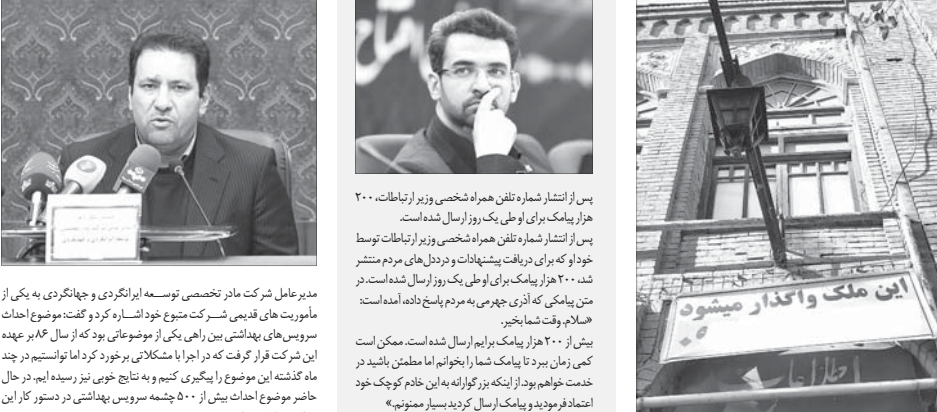 این ملک واگذار میشود
پس از انتشار شماره تلفن همراه شخصی وزیر ارتباطات، ۲۰۰
هزار پیامک برای او طی یک روز ارسال شده است.
پس از انتشار شماره تلفن همراه شخصی وزیر ارتباطات توسط
خود او که برای دریافت پیشنهادات و درددل‌های مردم منتشر
شد، ۲۰۰ هزار پیامک برای او طی یک روز ارسال شده است. در
متن پیامکی که آذری جهرمی به مردم پاسخ داده، آمده است:
«سلام. وقت شما بخیر.
بیش از ۲۰۰ هزار پیامک برایم ارسال شده است. ممکن است
کمی زمان ببرد تا پیامک شما را بخوانم اما مطمئن باشید در
خدمت خواهم بود. از اینکه بزرگوارانه به این خادم کوچک خود
اعتماد فرمودید و پیامک ارسال کردید بسیار ممنونم.»
مدیرعامل شرکت مادر تخصصی توسعه ایرانگردی و جهانگردی به یکی از
مأموریت های قدیمی شرکت متبوع خود اشاره کرد و گفت: موضوع احداث
سرویس‌های بهداشتی بین راهی یکی از موضوعاتی بود که از سال ۸۶ بر عهده
این شرکت قرار گرفت که در اجرا با مشکلاتی برخورد کرد اما توانستیم در چند
ماه گذشته این موضوع را پیگیری کنیم و به نتایج خوبی نیز رسیده ایم. در حال
حاضر موضوع احداث بیش از ۵۰۰ چشمه سرویس بهداشتی در دستور کار این